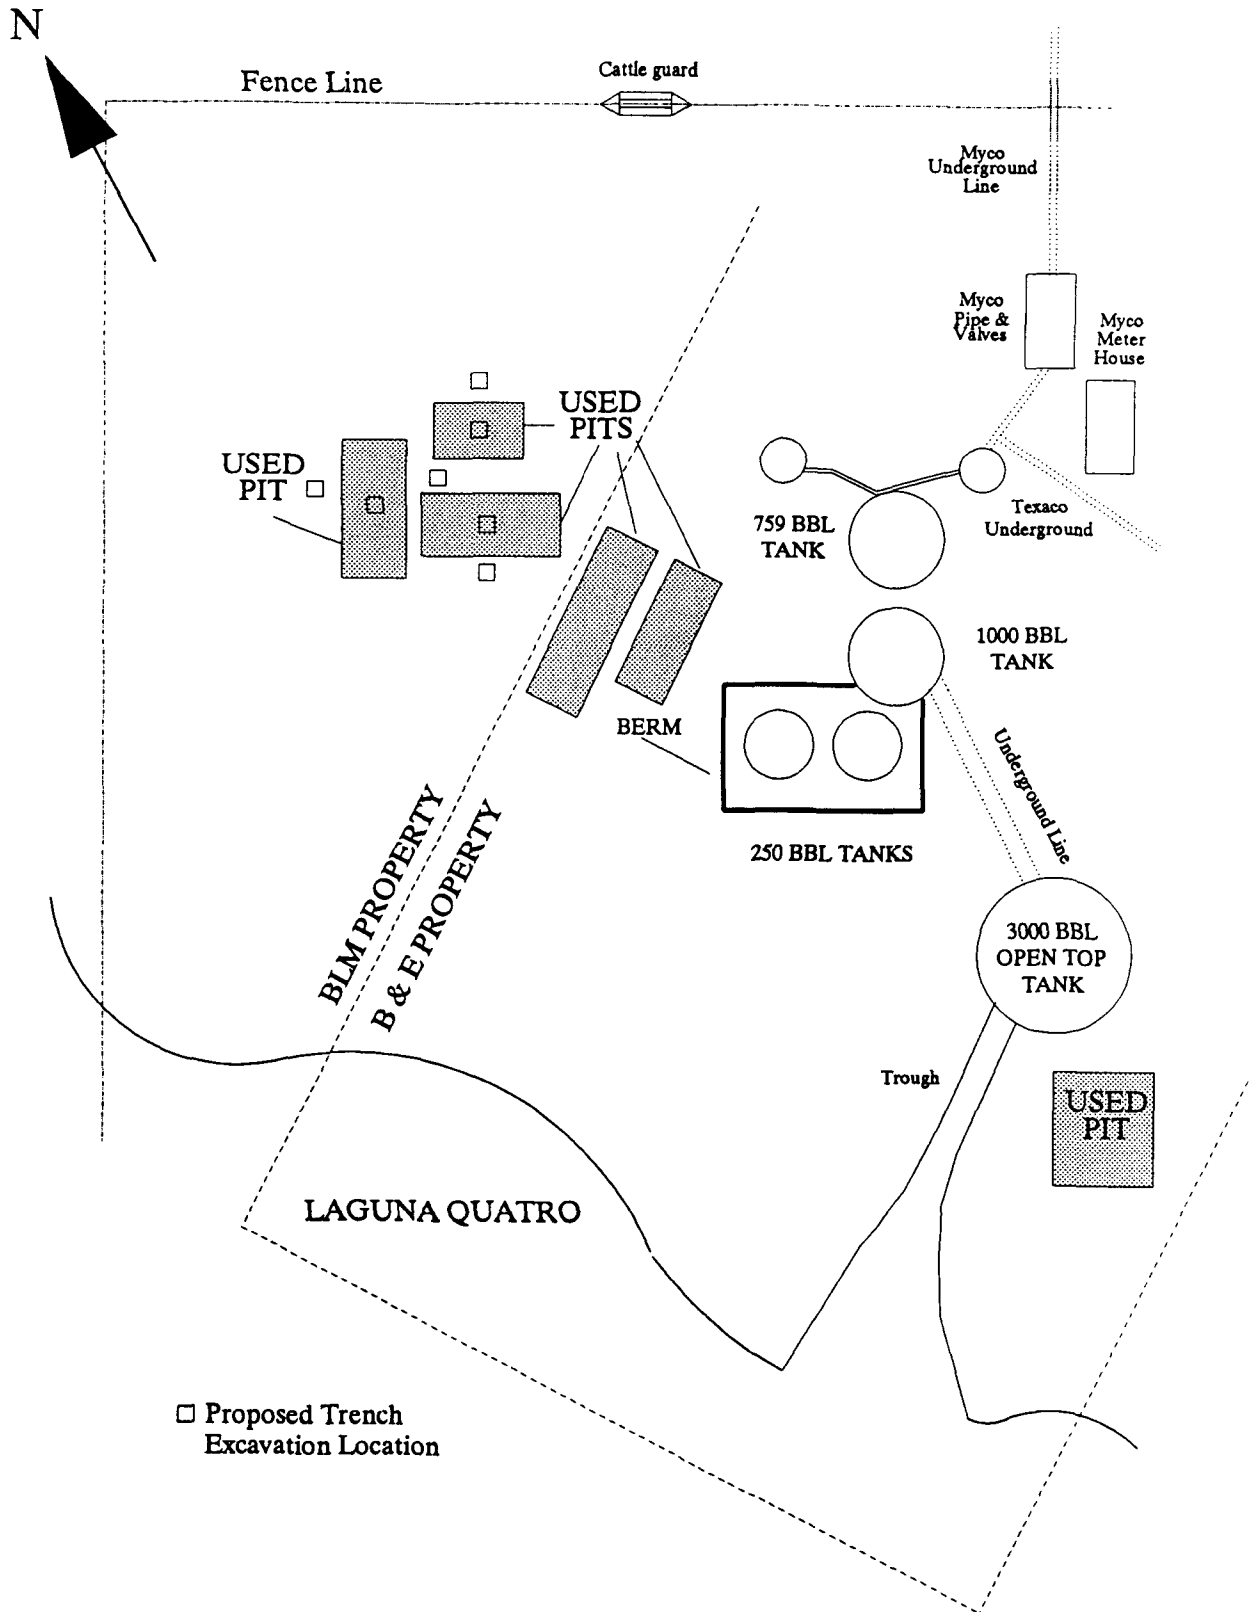 N
Fence Line
Cattle guard
Myco
Underground
Line
Myco
Pipe &
Valves
Myco
Meter
House
USED
PITS
USED
PIT
759 BBL
TANK
Texaco
Underground
1000 BBL
TANK
BERM
Underground Line
250 BBL TANKS
BLM PROPERTY
B & E PROPERTY
3000 BBL
OPEN TOP
TANK
Trough
USED
PIT
LAGUNA QUATRO
Proposed Trench
Excavation Location